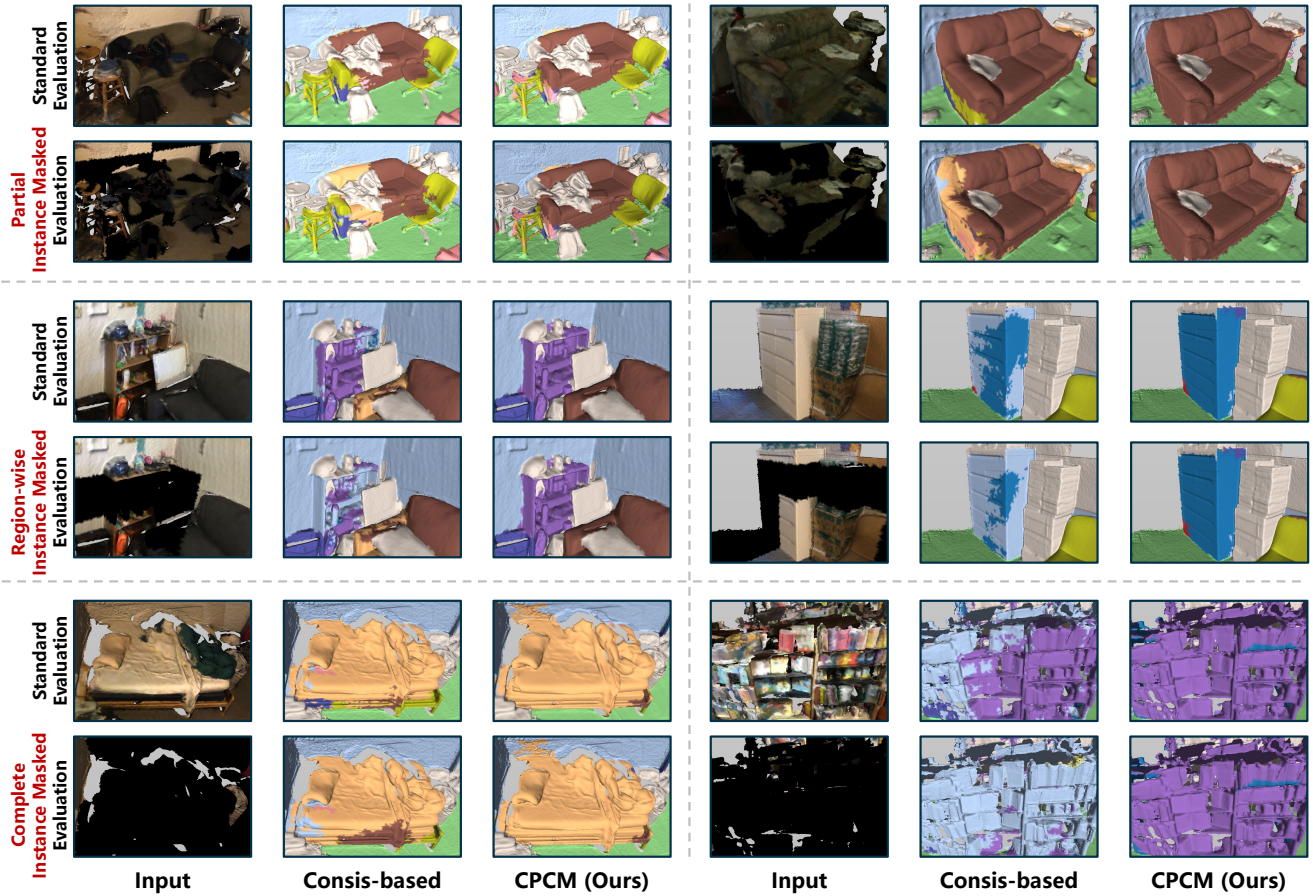 Standard
Evaluation
Partial
Instance Masked
Evaluation
Standard
Evaluation
Region-wise
Instance Masked
Evaluation
Standard
Evaluation
Complete
Instance Masked
Evaluation
Input
Consis-based
CPCM (Ours)
Input
Consis-based
CPCM (Ours)